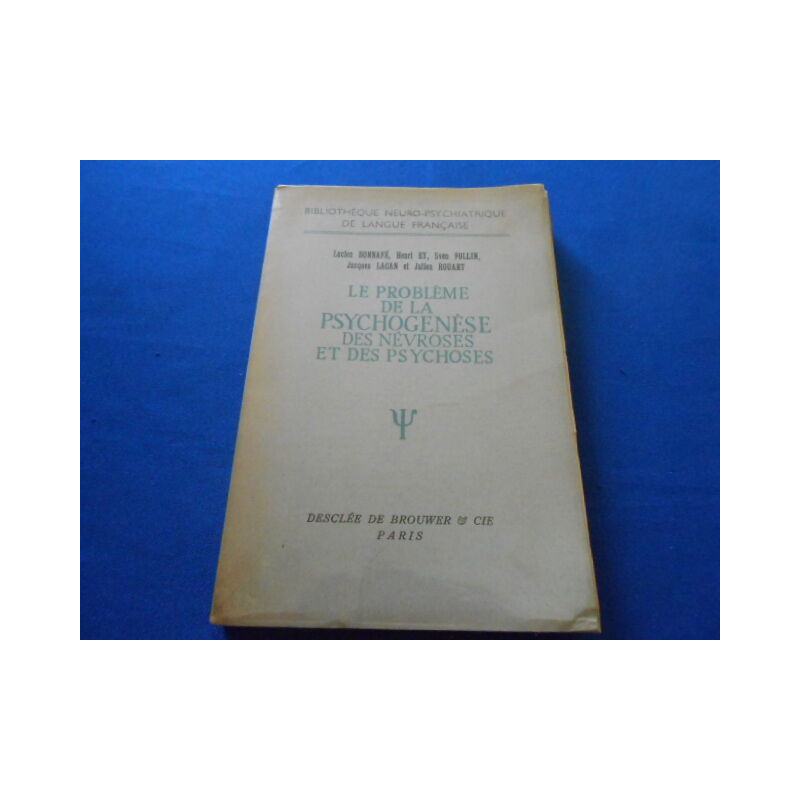 BIBLIOTHÈQUE NEURO-PSYCHIATRIQUE
DE LANGUE FRANÇAISE
Lucien BONNAFÉ, Henri EY, Sven FOLLIN,
Jacques LACAN et Julien ROUART
LE PROBLÈME
DE LA
PSYCHOGENÈSE
DES NÉVROSES
ET DES PSYCHOSES
Ψ
DESCLÉE DE BROUWER & CIE
PARIS